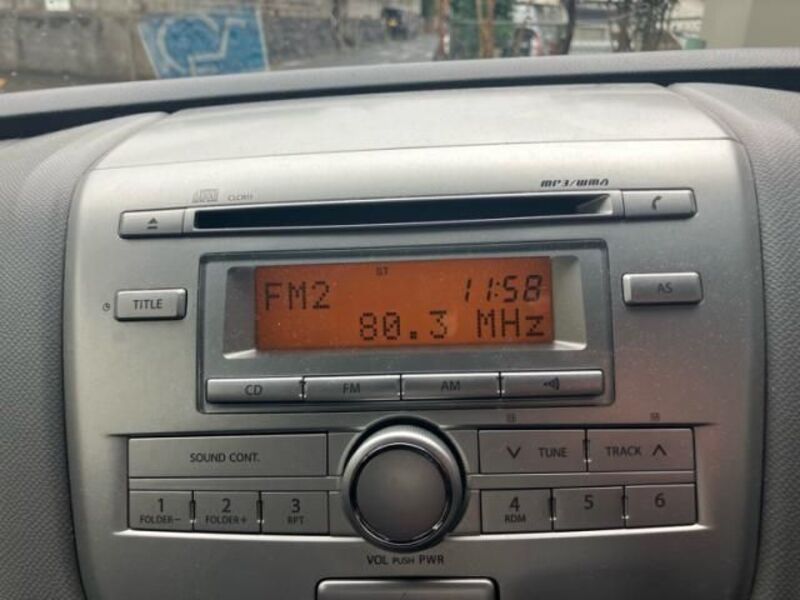 MP3/WMA
ST
FM2 11:58
80.3 MHz
TITLE
AS
CD FM AM
SOUND CONT.
TUNE TRACK
1 2 3 4 5 6
FOLDER- FOLDER+ RPT RDM
VOL PUSH PWR